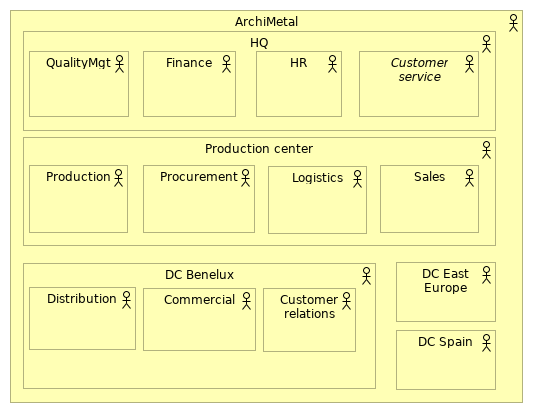 ArchiMetal
HQ
QualityMgt
Finance
HR
Customer
service
Production center
Production
Procurement
Logistics
Sales
DC Benelux
Distribution
Commercial
Customer
relations
DC East
Europe
DC Spain